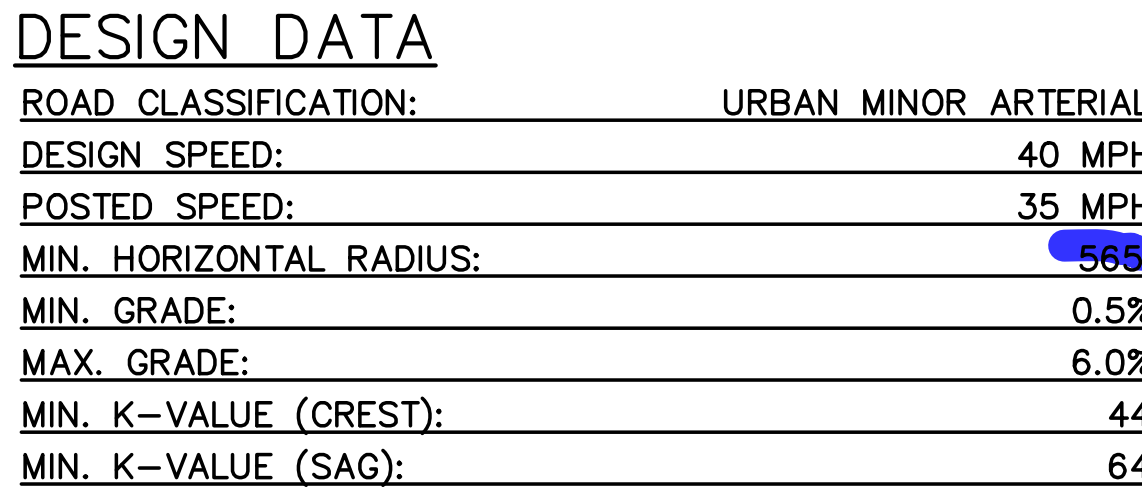 DESIGN DATA
ROAD CLASSIFICATION: URBAN MINOR ARTERIAL
DESIGN SPEED: 40 MPH
POSTED SPEED: 35 MPH
MIN. HORIZONTAL RADIUS: 565
MIN. GRADE: 0.5%
MAX. GRADE: 6.0%
MIN. K-VALUE (CREST): 44
MIN. K-VALUE (SAG): 64